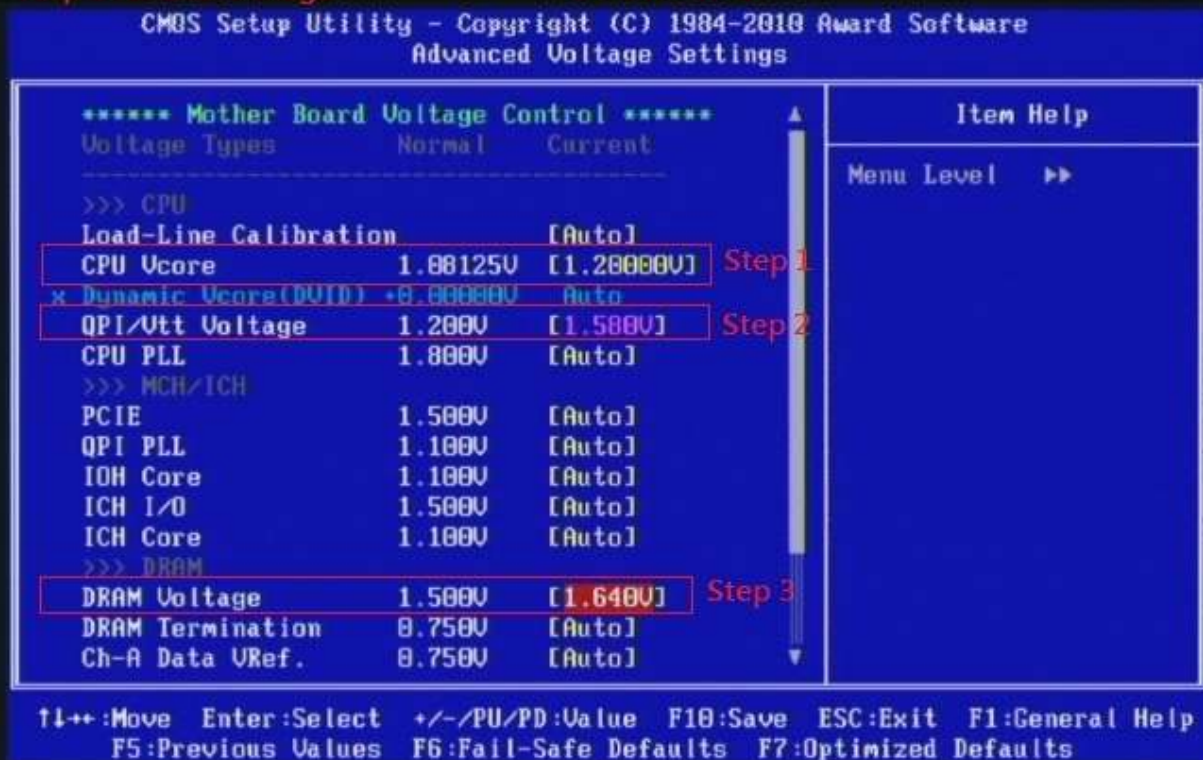 CMOS Setup Utility - Copyright (C) 1984-2010 Award Software
Advanced Voltage Settings
****** Mother Board Voltage Control ******
Voltage Types Normal Current
>>> CPU
Load-Line Calibration [Auto]
CPU Vcore 1.08125V [1.20000V] Step 1
x Dynamic Vcore(DVID) +0.00000V Auto
QPI/Vtt Voltage 1.200V [1.500V] Step 2
CPU PLL 1.800V [Auto]
>>> MCH/ICH
PCIE 1.500V [Auto]
QPI PLL 1.100V [Auto]
IOH Core 1.100V [Auto]
ICH I/O 1.500V [Auto]
ICH Core 1.100V [Auto]
>>> DRAM
DRAM Voltage 1.500V [1.640V] Step 3
DRAM Termination 0.750V [Auto]
Ch-A Data VRef. 0.750V [Auto]
Item Help
Menu Level ▶▶
↑↓→←:Move Enter:Select +/-/PU/PD:Value F10:Save ESC:Exit F1:General Help
F5:Previous Values F6:Fail-Safe Defaults F7:Optimized Defaults